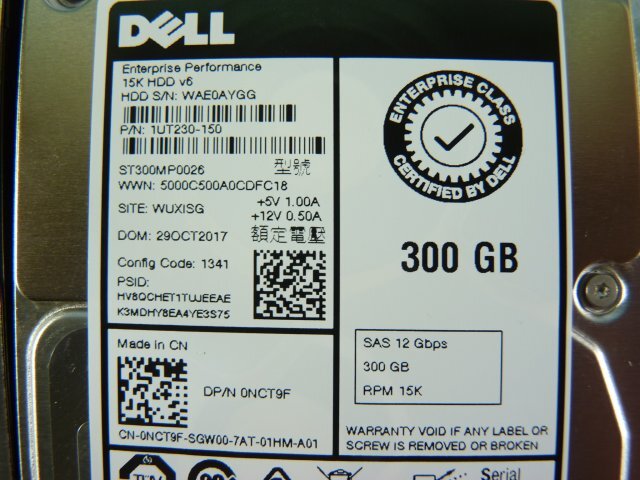 DELL
Enterprise Performance
15K HDD v6
HDD S/N: WAE0AYGG
P/N: 1UT230-150
ST300MP0026 型號
WWN: 5000C500A0CDFC18
+5V 1.00A
SITE: WUXISG
+12V 0.50A
DOM: 29OCT2017 額定電壓
Config Code: 1341
PSID:
HV8QCHET1TUJEEAE
K3MDHY8EA4YE3S75
ENTERPRISE CLASS
CERTIFIED BY DELL
300 GB
SAS 12 Gbps
300 GB
RPM 15K
Made in CN
DP/N 0NCT9F
CN-0NCT9F-SGW00-7AT-01HM-A01
WARRANTY VOID IF ANY LABEL OR
SCREW IS REMOVED OR BROKEN
Serial